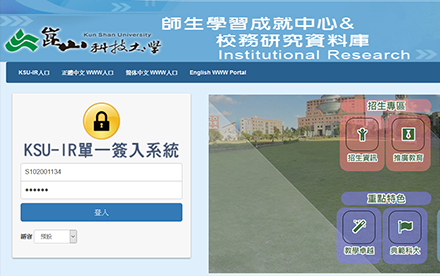 Kun Shan University
崑山科技大學
師生學習成就中心&
校務研究資料庫
Institutional Research
KSU-IR入口 正體中文 WWW入口 簡体中文 WWW入口 English WWW Portal
KSU-IR單一簽入系統
S102001134
••••••
登入
語言 預設
招生專區
招生資訊 推廣教育
重點特色
教學卓越 典範科大